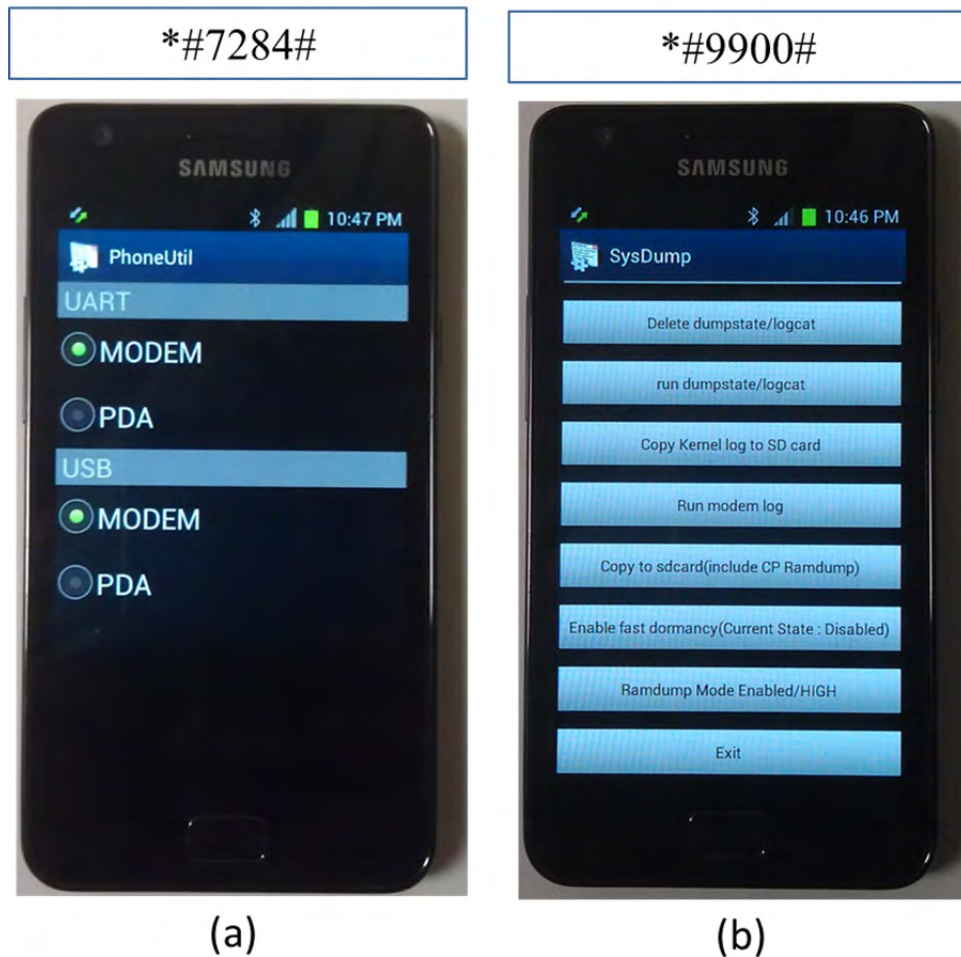 *#7284#
SAMSUNG
10:47 PM
PhoneUtil
UART
MODEM
PDA
USB
MODEM
PDA
(a)
*#9900#
SAMSUNG
10:46 PM
SysDump
Delete dumpstate/logcat
run dumpstate/logcat
Copy Kernel log to SD card
Run modem log
Copy to sdcard(include CP Ramdump)
Enable fast dormancy(Current State : Disabled)
Ramdump Mode Enabled/HIGH
Exit
(b)